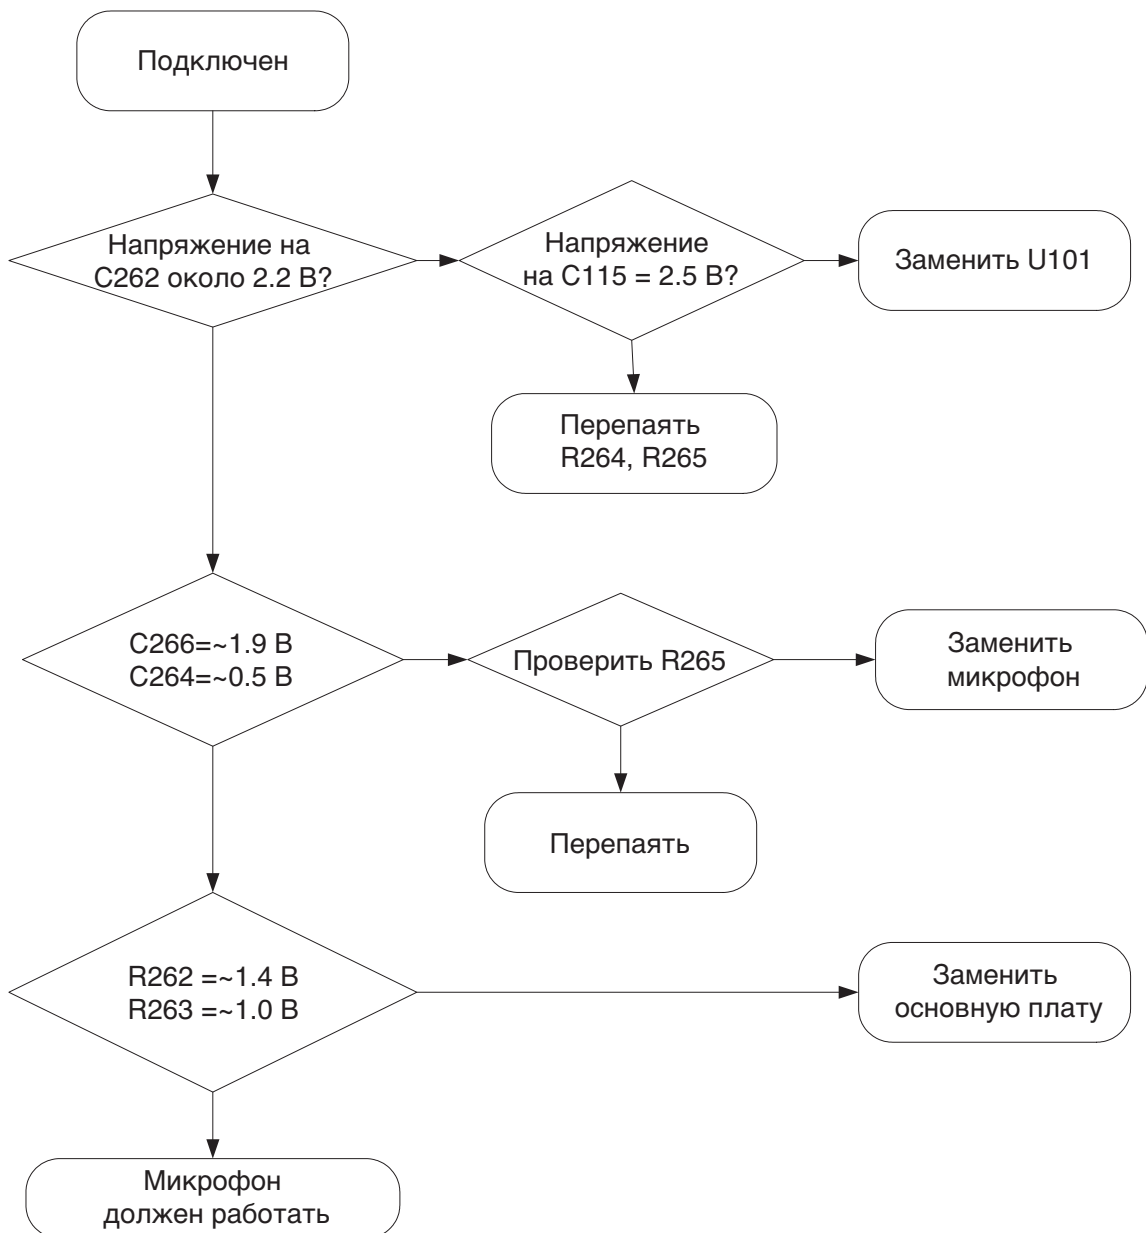 Подключен
Напряжение на
C262 около 2.2 В?
Напряжение
на C115 = 2.5 В?
Заменить U101
Перепаять
R264, R265
C266=~1.9 В
C264=~0.5 В
Проверить R265
Заменить
микрофон
Перепаять
R262 =~1.4 В
R263 =~1.0 В
Заменить
основную плату
Микрофон
должен работать